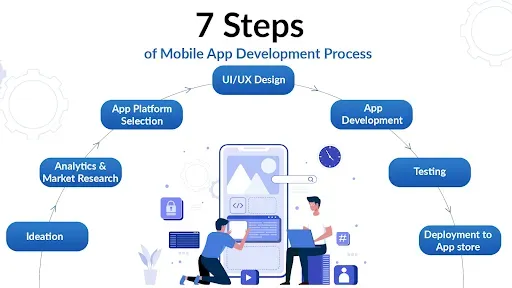 7 Steps
of Mobile App Development Process
UI/UX Design
App Platform
Selection
App
Development
Analytics &
Market Research
Testing
Ideation
Deployment to
App store
</>
#